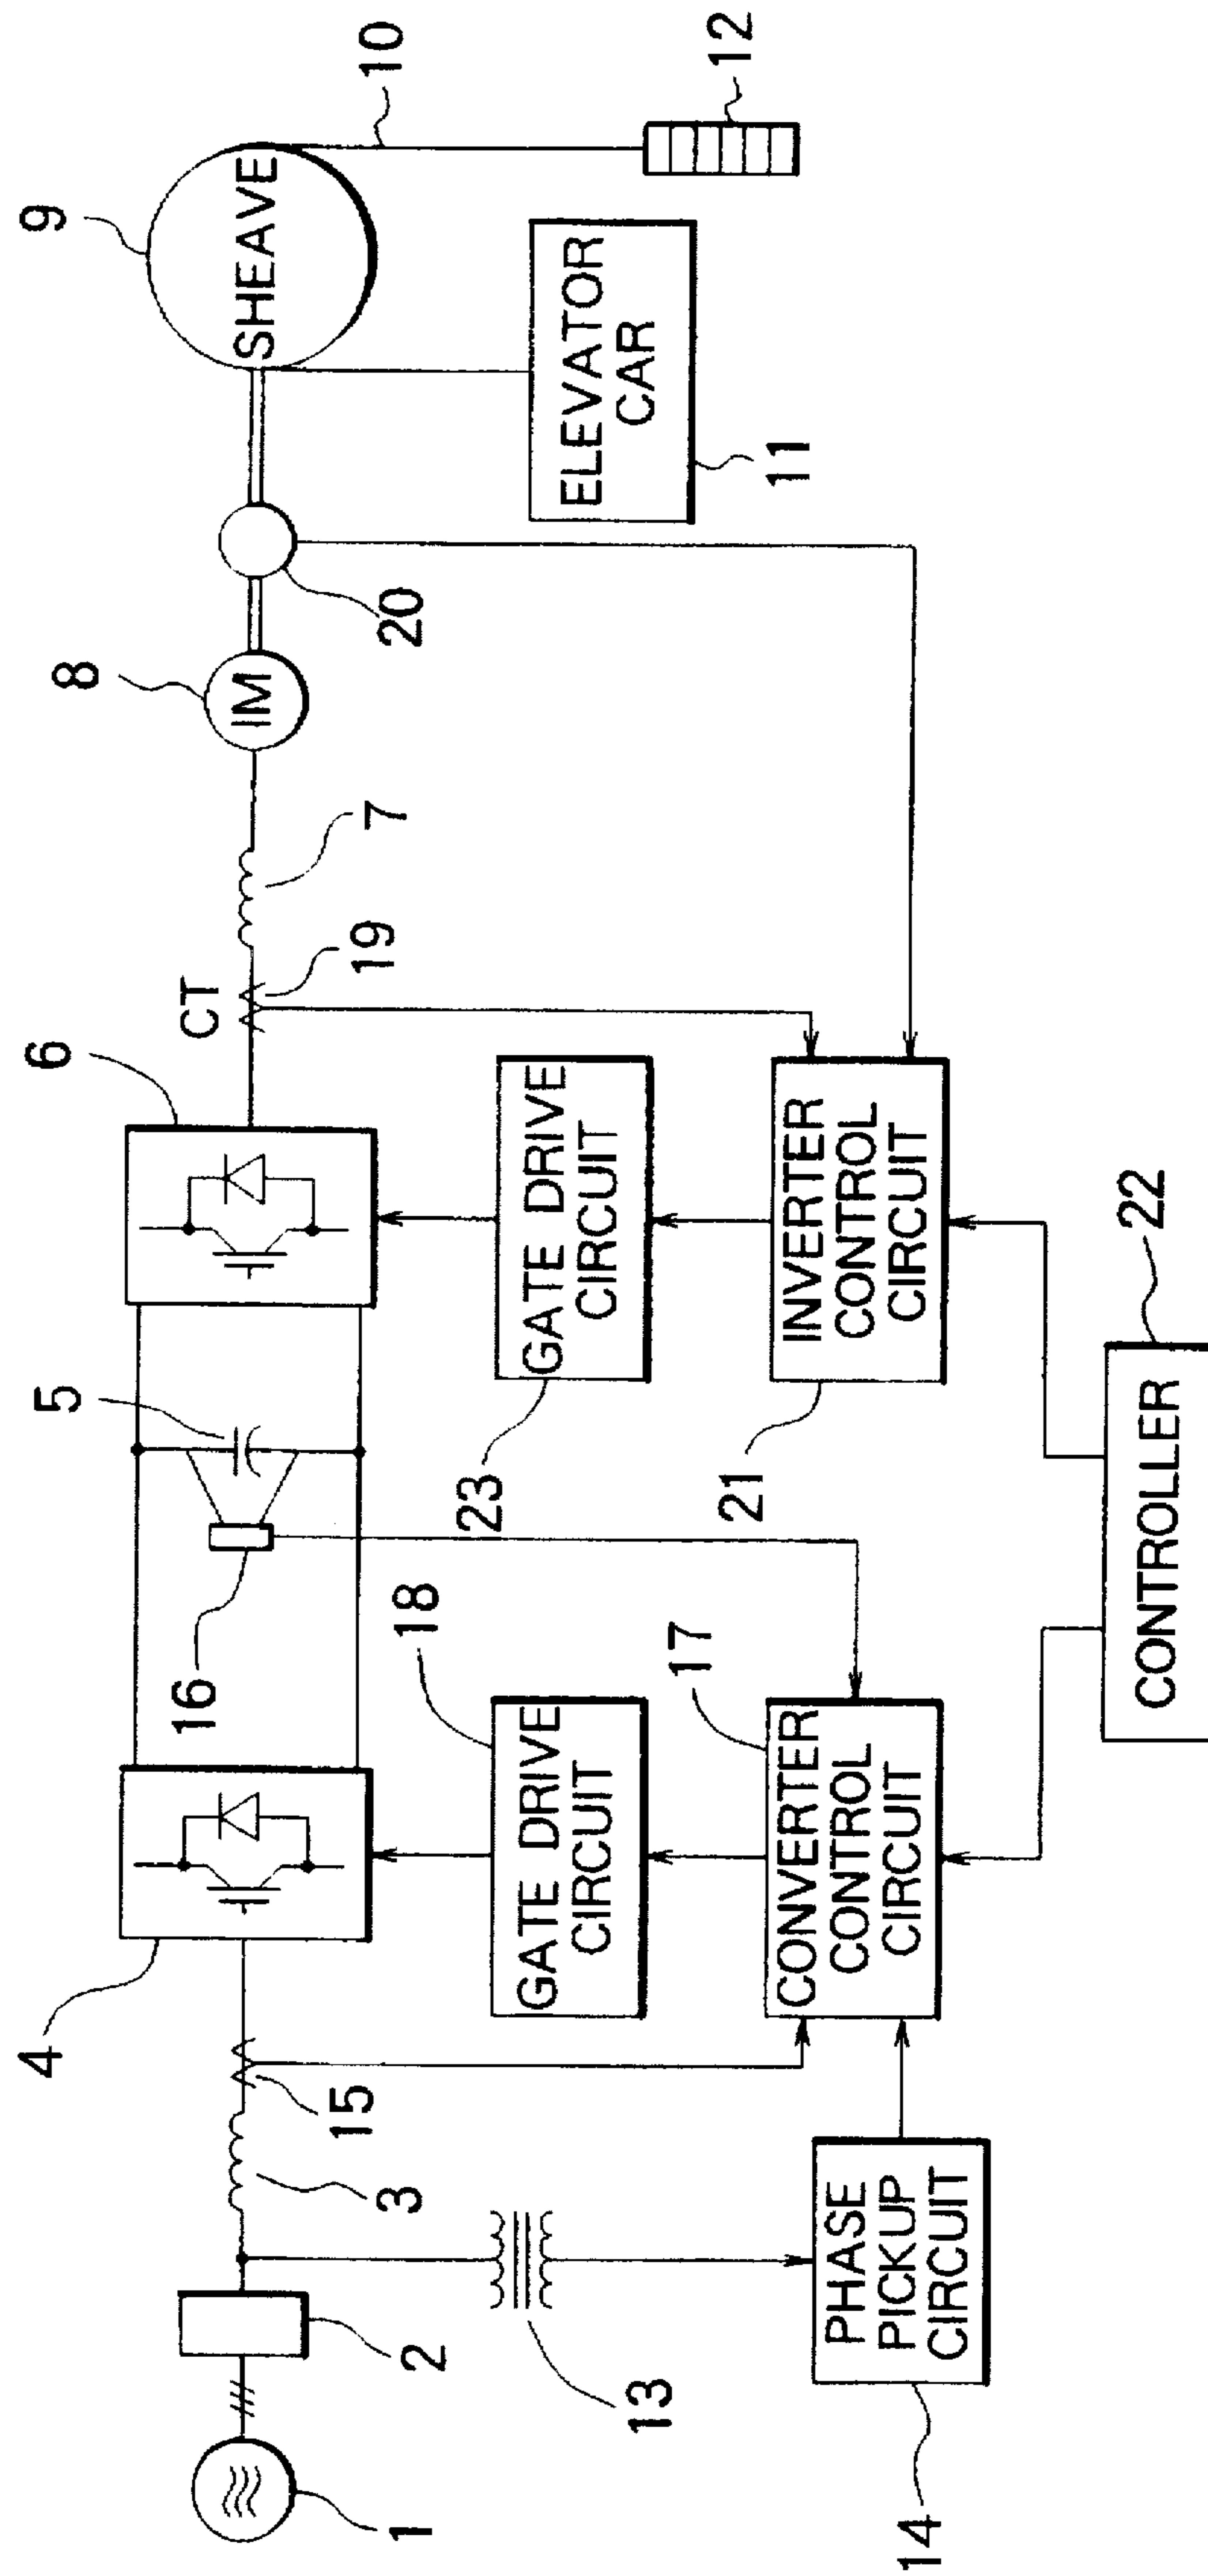 9
10
12
SHEAVE
8
20
IM
ELEVATOR
CAR
11
7
CT
19
6
5
16
4
15
3
2
1
13
GATE DRIVE
CIRCUIT
18
GATE DRIVE
CIRCUIT
23
CONVERTER
CONTROL
CIRCUIT
17
INVERTER
CONTROL
CIRCUIT
21
PHASE
PICKUP
CIRCUIT
14
CONTROLLER
22